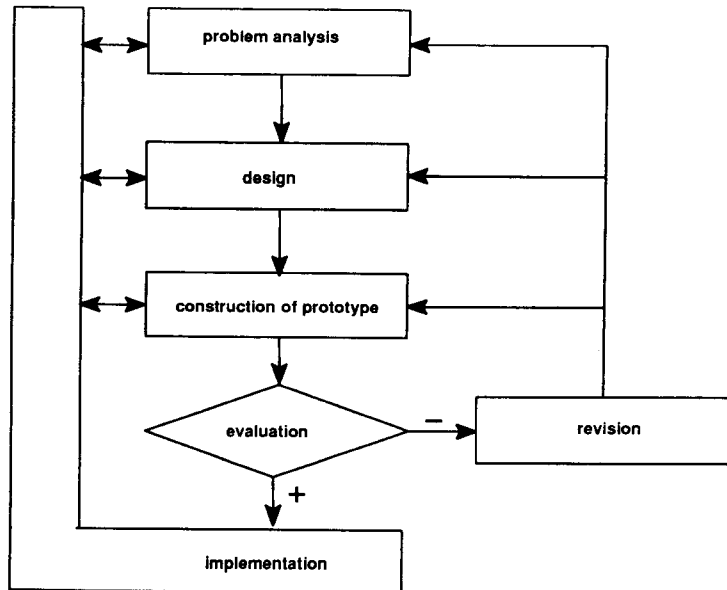 problem analysis
design
construction of prototype
evaluation
−
revision
+
implementation